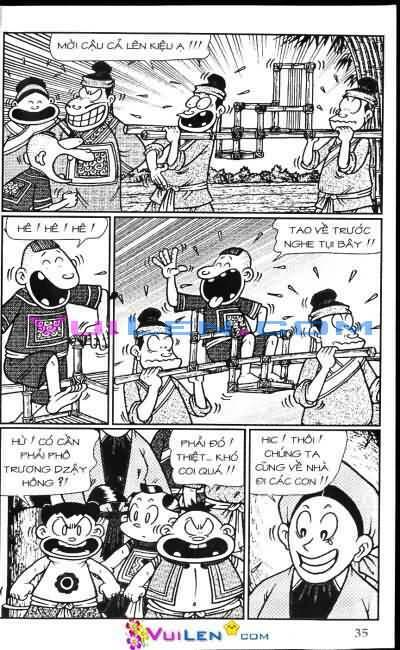 MỜI CẬU CẢ LÊN KIỆU Ạ !!!
HÊ ! HÊ ! HÊ !
TAO VỀ TRƯỚC
NGHE TỤI BÂY !!
VUILEN.COM
HỪ ! CÓ CẦN
PHẢI PHÔ
TRƯƠNG DZẬY
HÔNG ?!
PHẢI ĐÓ !
THIỆT... KHÓ
COI QUÁ !!
HIC ! THÔI !
CHÚNG TA
CŨNG VỀ NHÀ
ĐI CÁC CON !!
35
VUILEN.COM